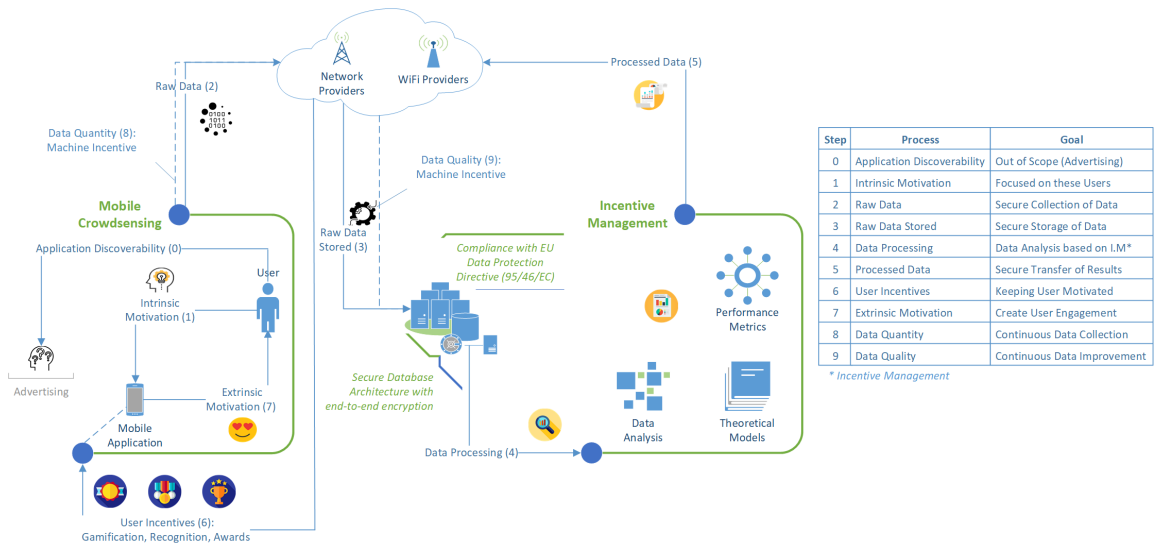 Network
Providers
WiFi Providers
Processed Data (5)
Raw Data (2)
0100
1011
0100
Data Quantity (8):
Machine Incentive
Data Quality (9):
Machine Incentive
Mobile
Crowdsensing
Application Discoverability (0)
User
Intrinsic
Motivation (1)
Advertising
Extrinsic
Motivation (7)
Mobile
Application
User Incentives (6):
Gamification, Recognition, Awards
Raw Data
Stored (3)
Compliance with EU
Data Protection
Directive (95/46/EC)
Secure Database
Architecture with
end-to-end encryption
Data Processing (4)
Incentive
Management
Performance
Metrics
Data
Analysis
Theoretical
Models
Step Process Goal
0 Application Discoverability Out of Scope (Advertising)
1 Intrinsic Motivation Focused on these Users
2 Raw Data Secure Collection of Data
3 Raw Data Stored Secure Storage of Data
4 Data Processing Data Analysis based on I.M*
5 Processed Data Secure Transfer of Results
6 User Incentives Keeping User Motivated
7 Extrinsic Motivation Create User Engagement
8 Data Quantity Continuous Data Collection
9 Data Quality Continuous Data Improvement
* Incentive Management